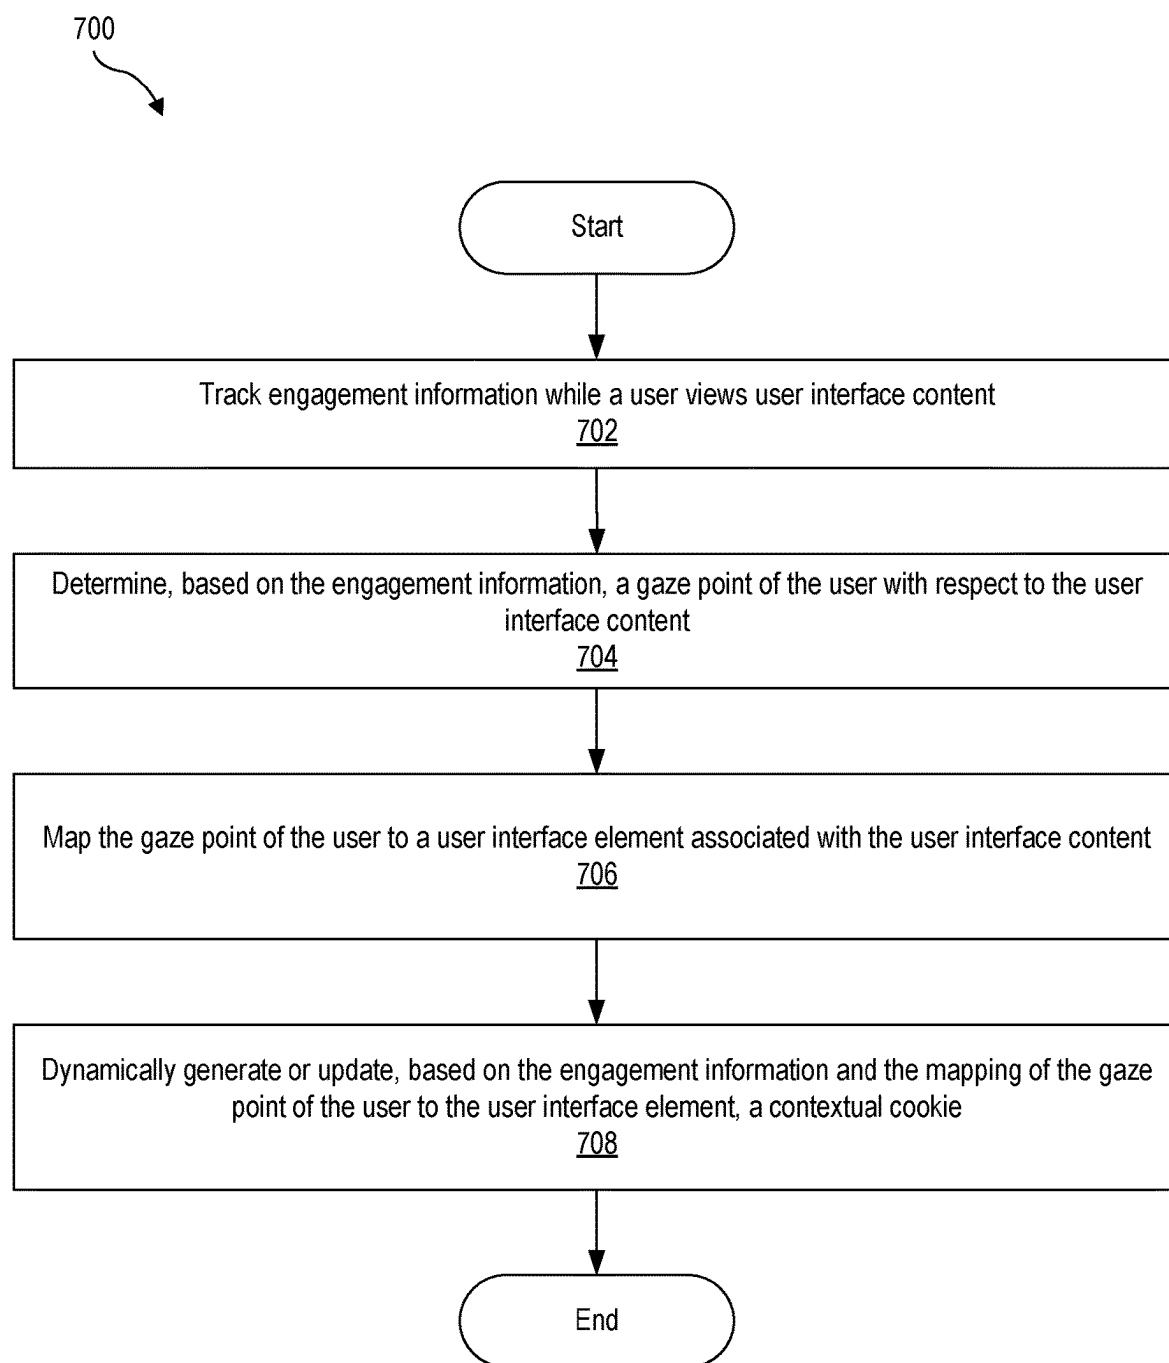 700
Start
Track engagement information while a user views user interface content
702
Determine, based on the engagement information, a gaze point of the user with respect to the user
interface content
704
Map the gaze point of the user to a user interface element associated with the user interface content
706
Dynamically generate or update, based on the engagement information and the mapping of the gaze
point of the user to the user interface element, a contextual cookie
708
End